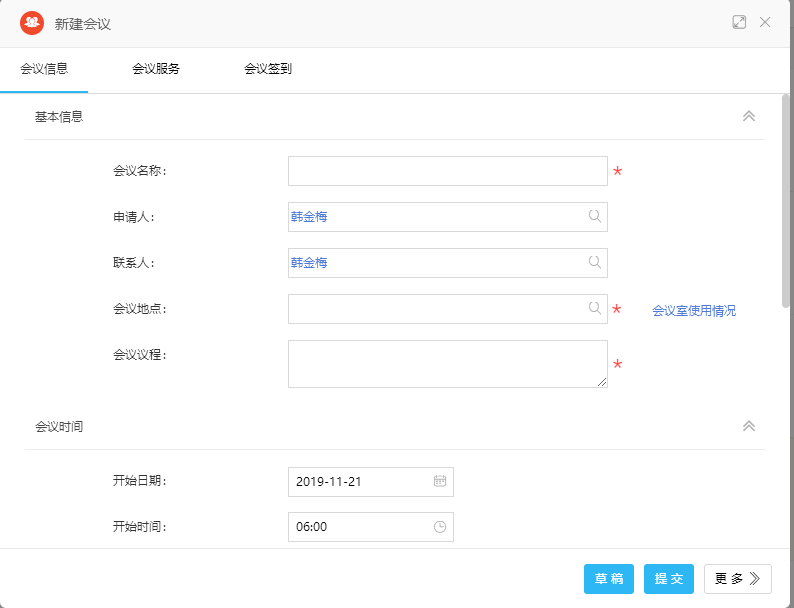 新建会议
会议信息 会议服务 会议签到
基本信息
会议名称: *
申请人: 韩金梅
联系人: 韩金梅
会议地点: * 会议室使用情况
会议议程: *
会议时间
开始日期: 2019-11-21
开始时间: 06:00
草稿 提交 更多